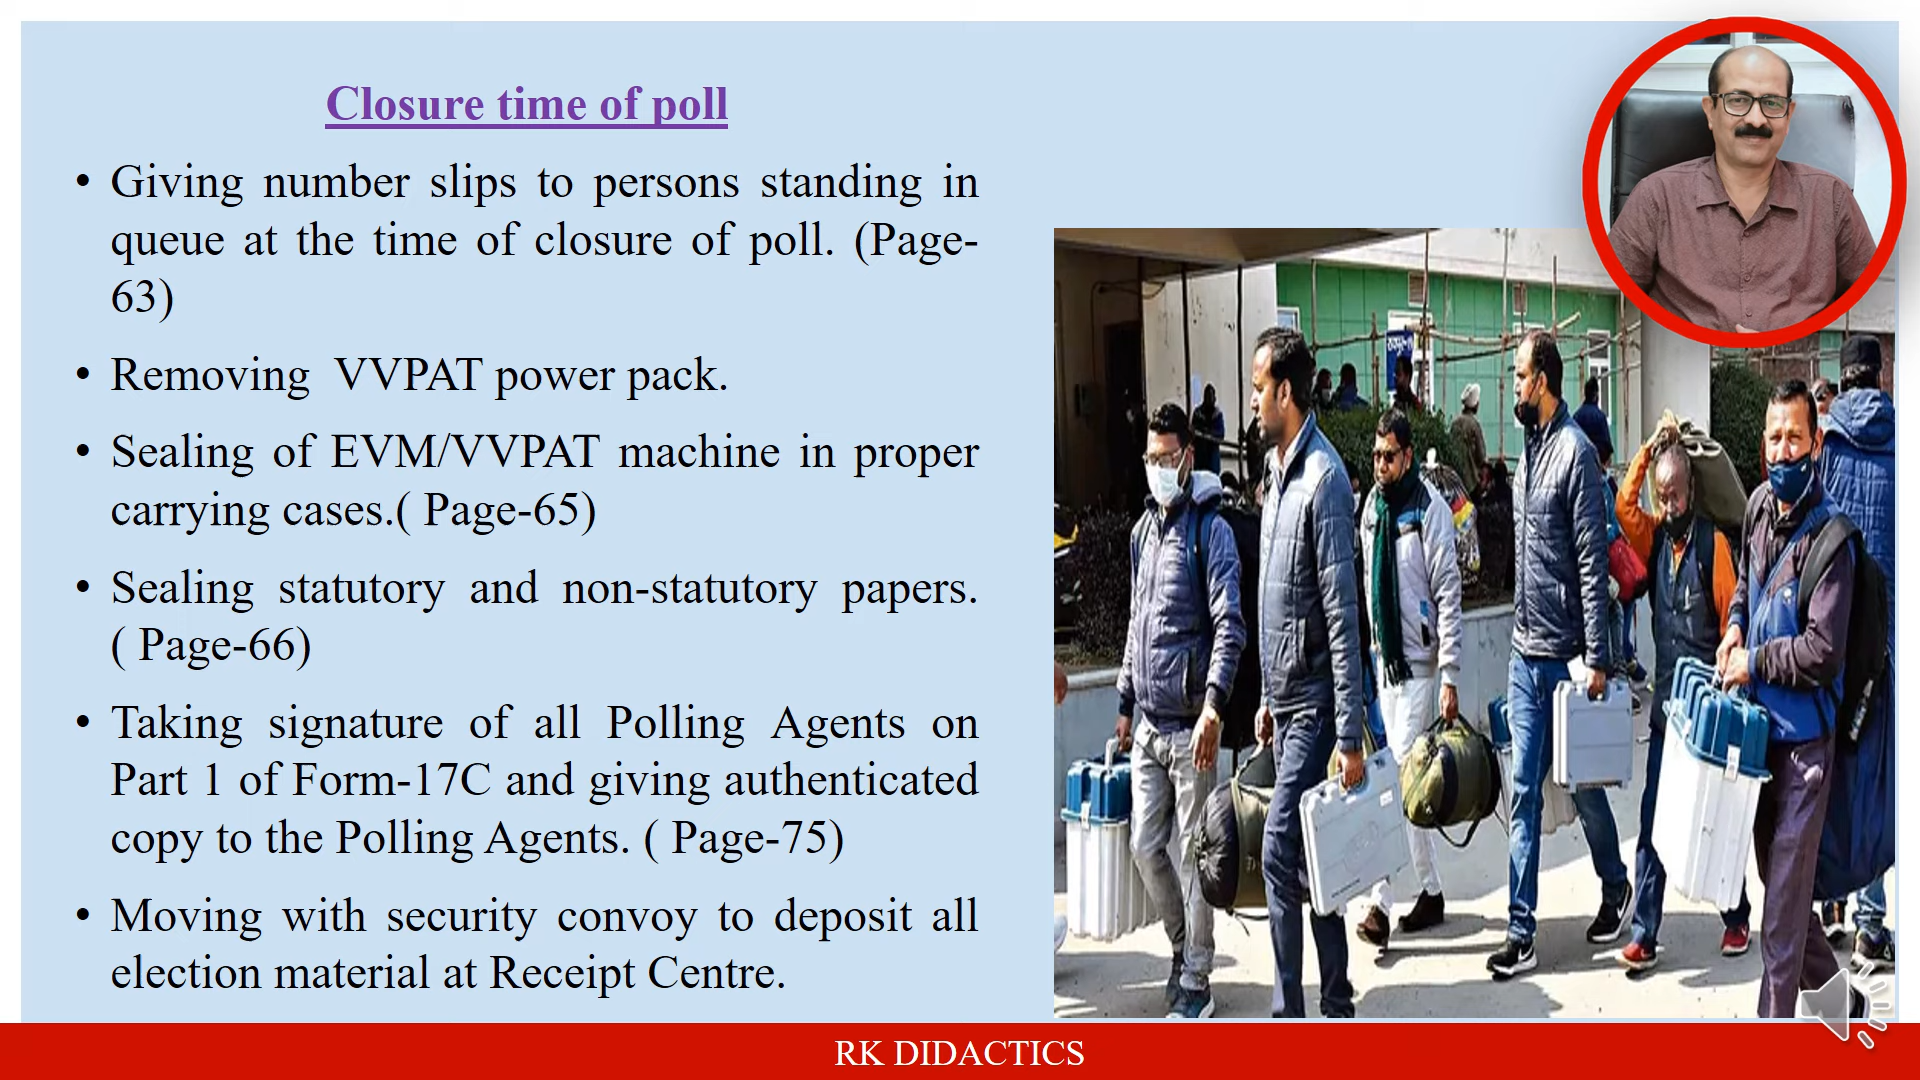 Closure time of poll
• Giving number slips to persons standing in
queue at the time of closure of poll. (Page-
63)
• Removing VVPAT power pack.
• Sealing of EVM/VVPAT machine in proper
carrying cases.( Page-65)
• Sealing statutory and non-statutory papers.
( Page-66)
• Taking signature of all Polling Agents on
Part 1 of Form-17C and giving authenticated
copy to the Polling Agents. ( Page-75)
• Moving with security convoy to deposit all
election material at Receipt Centre.
RK DIDACTICS